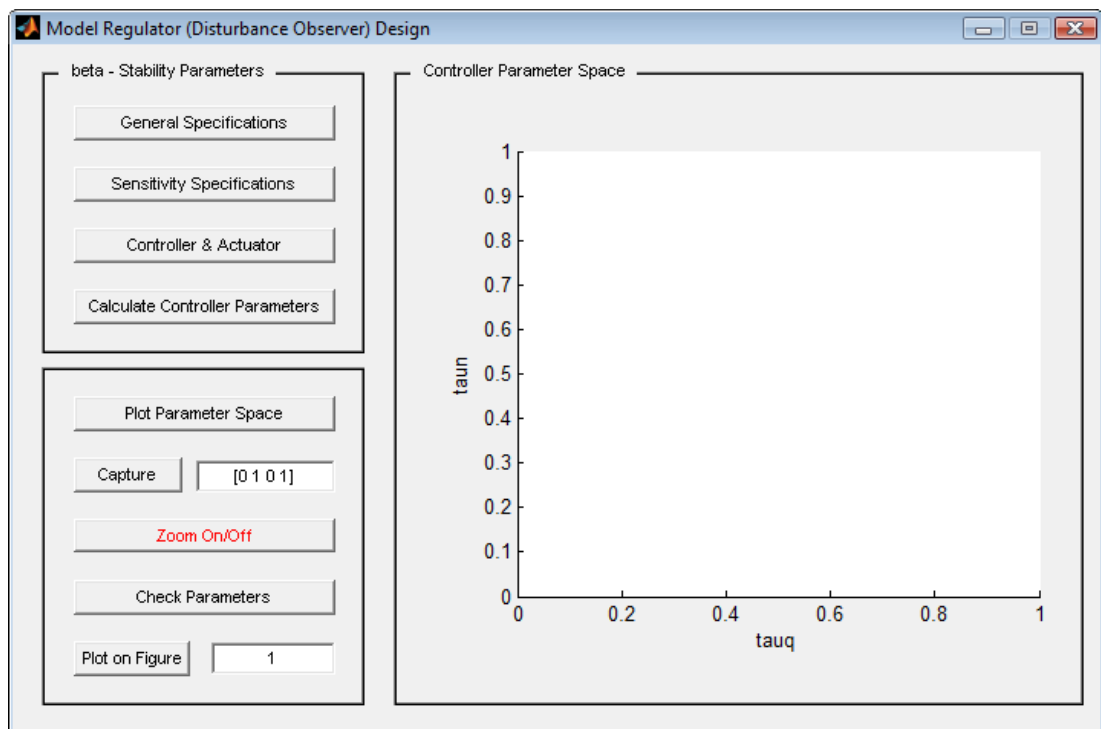 Model Regulator (Disturbance Observer) Design
beta - Stability Parameters
General Specifications
Sensitivity Specifications
Controller & Actuator
Calculate Controller Parameters
Plot Parameter Space
Capture
[0 1 0 1]
Zoom On/Off
Check Parameters
Plot on Figure
1
Controller Parameter Space
1
0.9
0.8
0.7
0.6
0.5
0.4
0.3
0.2
0.1
0
taun
0 0.2 0.4 0.6 0.8 1
tauq